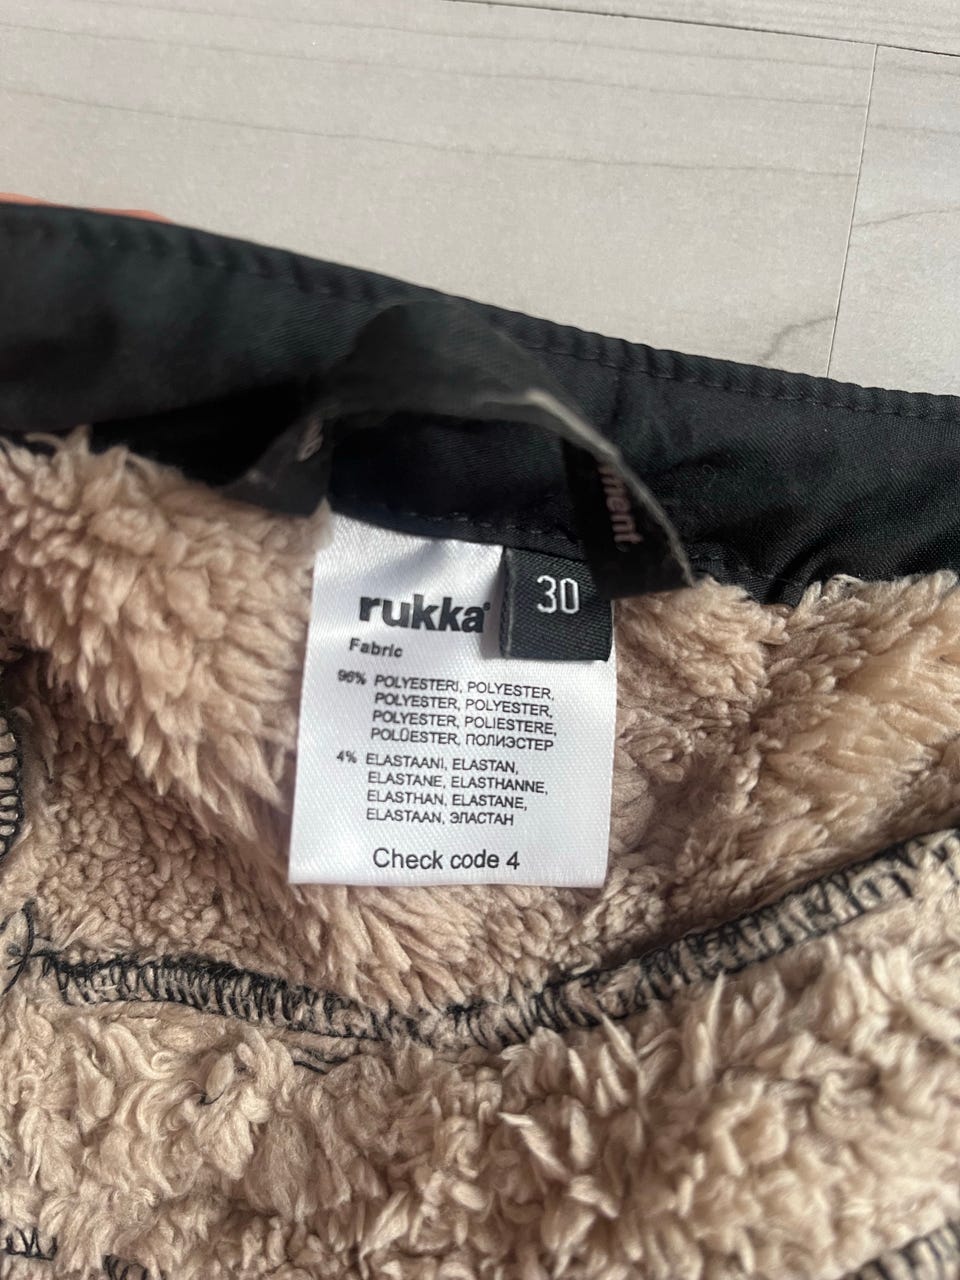 ment.
30
rukka
Fabric
96% POLYESTERI, POLYESTER,
POLYESTER, POLYESTER,
POLYESTER, POLIESTERE,
POLÜESTER, ПОЛИЭСТЕР
4% ELASTAANI, ELASTAN,
ELASTANE, ELASTHANNE,
ELASTHAN, ELASTANE,
ELASTAAN, ЭЛАСТАН
Check code 4